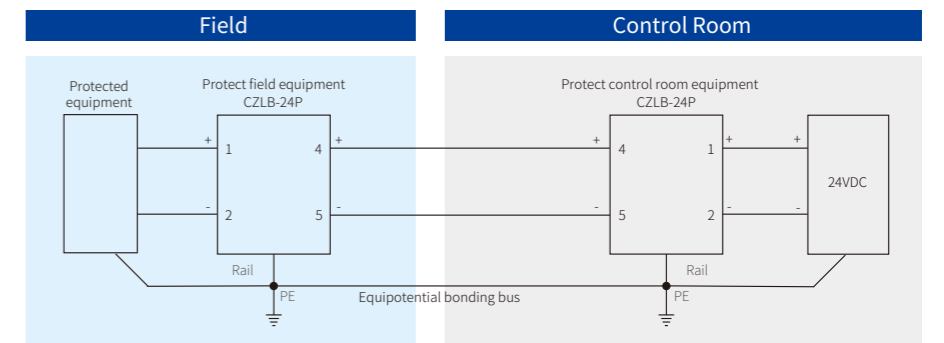 Field
Control Room
Protected
equipment
Protect field equipment
CZLB-24P
Protect control room equipment
CZLB-24P
+
1
4
+
+
4
1
+
+
24VDC
-
2
5
-
-
5
2
-
-
Rail
Rail
PE
Equipotential bonding bus
PE